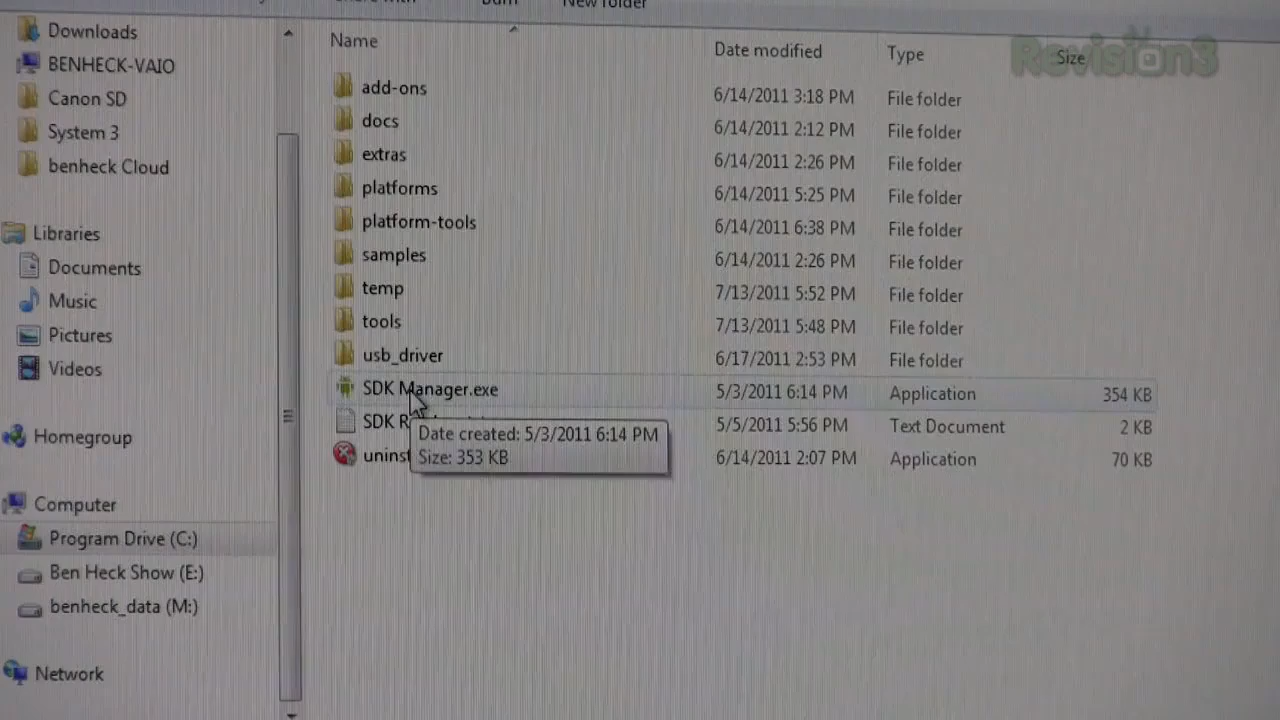 Burn
New folder
Downloads
BENHECK-VAIO
Canon SD
System 3
benheck Cloud
Libraries
Documents
Music
Pictures
Videos
Homegroup
Computer
Program Drive (C:)
Ben Heck Show (E:)
benheck_data (M:)
Network
Name Date modified Type Size
add-ons 6/14/2011 3:18 PM File folder
docs 6/14/2011 2:12 PM File folder
extras 6/14/2011 2:26 PM File folder
platforms 6/14/2011 5:25 PM File folder
platform-tools 6/14/2011 6:38 PM File folder
samples 6/14/2011 2:26 PM File folder
temp 7/13/2011 5:52 PM File folder
tools 7/13/2011 5:48 PM File folder
usb_driver 6/17/2011 2:53 PM File folder
SDK Manager.exe 5/3/2011 6:14 PM Application 354 KB
SDK R 5/5/2011 5:56 PM Text Document 2 KB
uninst 6/14/2011 2:07 PM Application 70 KB
Date created: 5/3/2011 6:14 PM
Size: 353 KB
Revision3